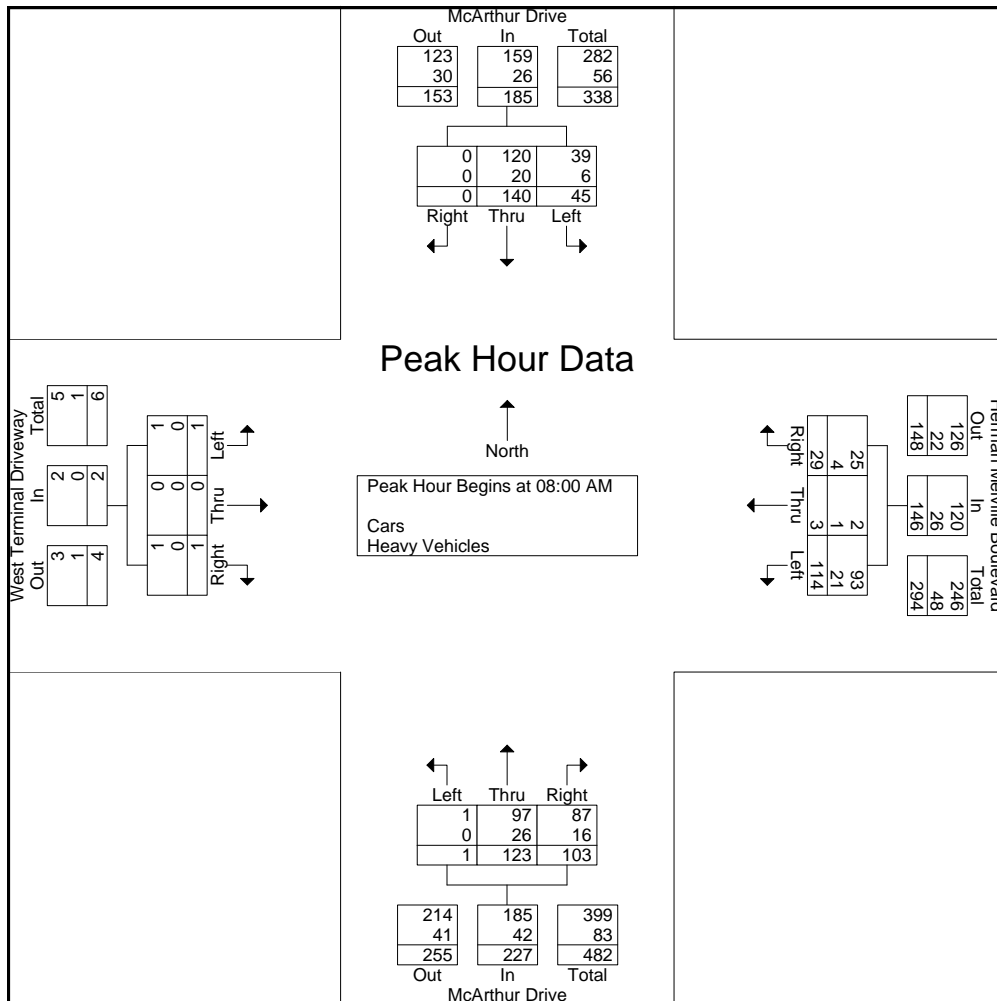 McArthur Drive
Out In Total
123 159 282
30 26 56
153 185 338
0 120 39
0 20 6
0 140 45
Right Thru Left
Peak Hour Data
North
Peak Hour Begins at 08:00 AM
Cars
Heavy Vehicles
West Terminal Driveway
Out In Total
3 2 5
1 0 1
4 2 6
1 0 1
0 0 0
1 0 1
Left Thru Right
Herman Melville Boulevard
Out In Total
126 120 246
22 26 48
148 146 294
25 2 93
4 1 21
29 3 114
Right Thru Left
Left Thru Right
1 97 87
0 26 16
1 123 103
214 185 399
41 42 83
255 227 482
Out In Total
McArthur Drive